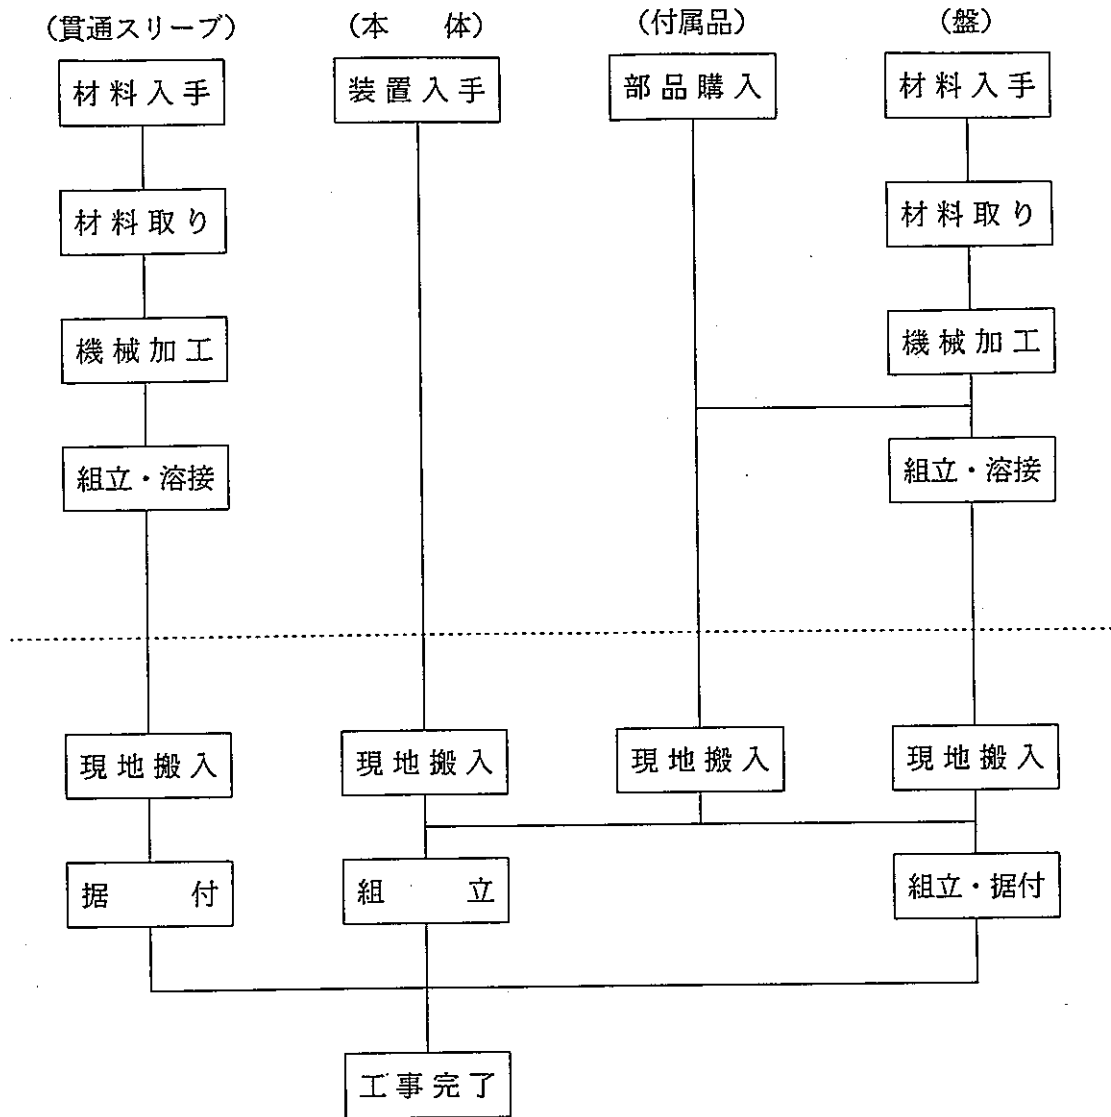 (貫通スリーブ)
(本 体)
(付属品)
(盤)
材料入手
装置入手
部品購入
材料入手
材料取り
材料取り
機械加工
機械加工
組立・溶接
組立・溶接
現地搬入
現地搬入
現地搬入
現地搬入
据 付
組 立
組立・据付
工事完了